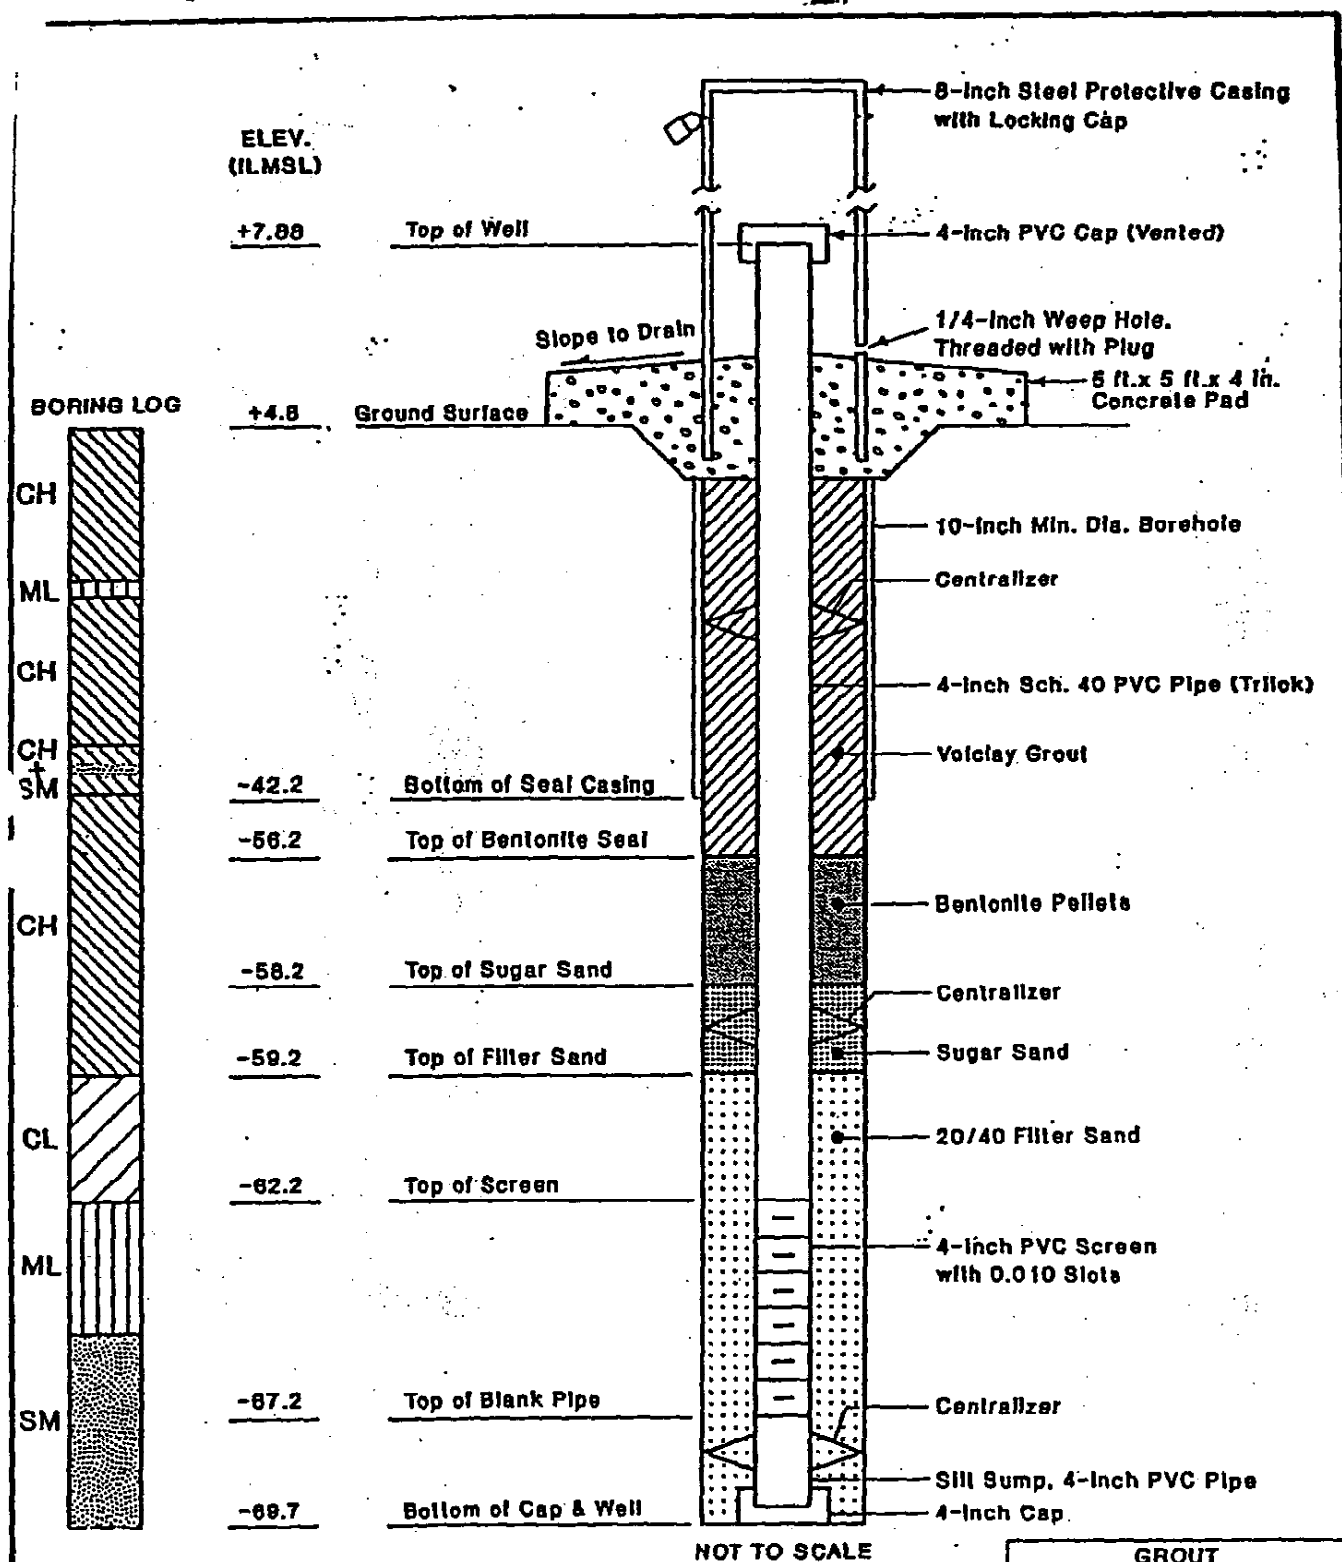 8-Inch Steel Protective Casing
with Locking Cap
ELEV.
(ft.MSL)
+7.88 Top of Well
4-Inch PVC Cap (Vented)
1/4-Inch Weep Hole.
Threaded with Plug
Slope to Drain
5 ft.x 5 ft.x 4 in.
Concrete Pad
BORING LOG
+4.8 Ground Surface
CH
10-Inch Min. Dia. Borehole
Centralizer
ML
CH
4-Inch Sch. 40 PVC Pipe (Trilok)
CH
+
SM
Volclay Grout
-42.2 Bottom of Seal Casing
-56.2 Top of Bentonite Seal
Bentonite Pellets
CH
-58.2 Top of Sugar Sand
Centralizer
Sugar Sand
-59.2 Top of Filter Sand
CL
20/40 Filter Sand
-62.2 Top of Screen
4-Inch PVC Screen
with 0.010 Slots
ML
-67.2 Top of Blank Pipe
Centralizer
SM
Silt Sump, 4-Inch PVC Pipe
-69.7 Bottom of Cap & Well
4-Inch Cap
NOT TO SCALE
GROUT